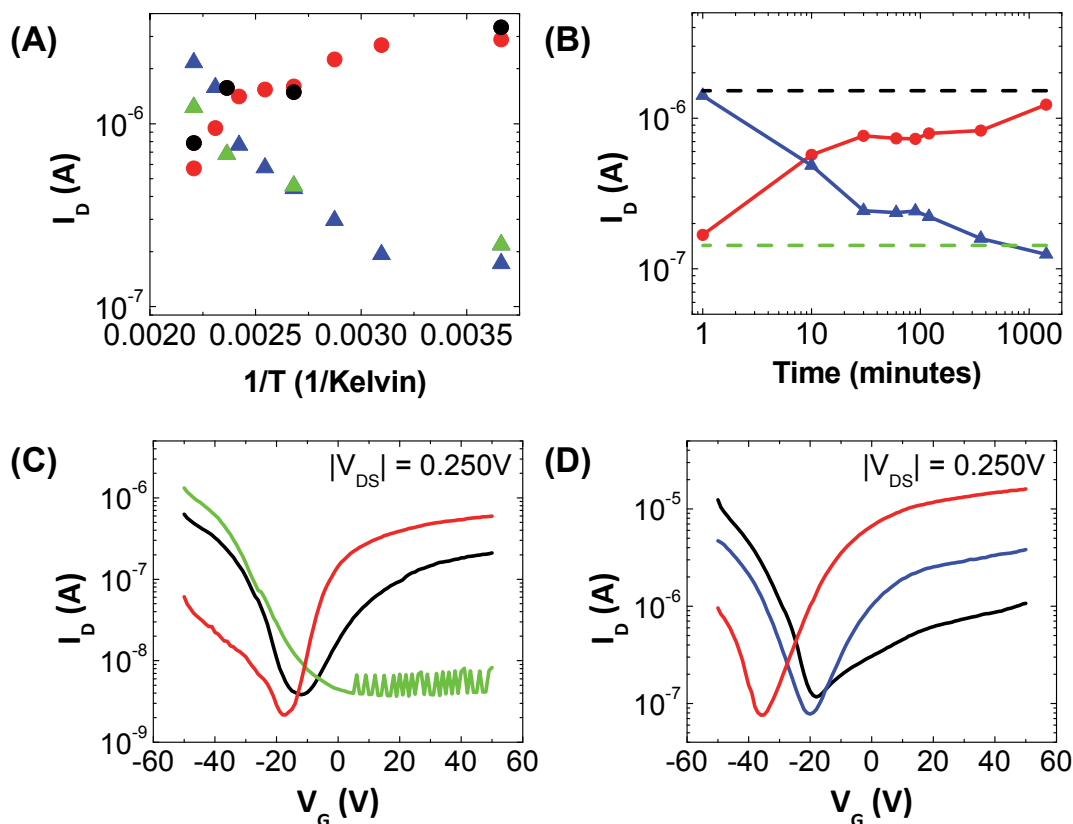 (A)
10^-6
10^-7
I_D (A)
0.0020 0.0025 0.0030 0.0035
1/T (1/Kelvin)
(B)
10^-6
10^-7
I_D (A)
1 10 100 1000
Time (minutes)
(C)
|V_DS| = 0.250V
10^-6
10^-7
10^-8
10^-9
I_D (A)
-60 -40 -20 0 20 40 60
V_G (V)
(D)
|V_DS| = 0.250V
10^-5
10^-6
10^-7
I_D (A)
-60 -40 -20 0 20 40 60
V_G (V)